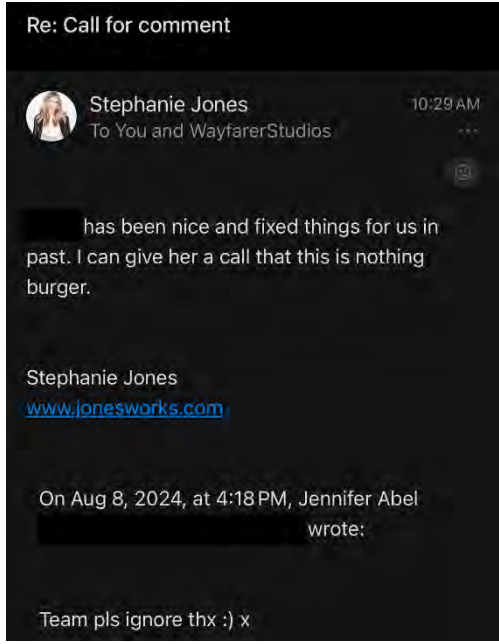 Re: Call for comment
Stephanie Jones
10:29 AM
To You and WayfarerStudios
has been nice and fixed things for us in
past. I can give her a call that this is nothing
burger.
Stephanie Jones
www.jonesworks.com
On Aug 8, 2024, at 4:18 PM, Jennifer Abel
wrote:
Team pls ignore thx :) x